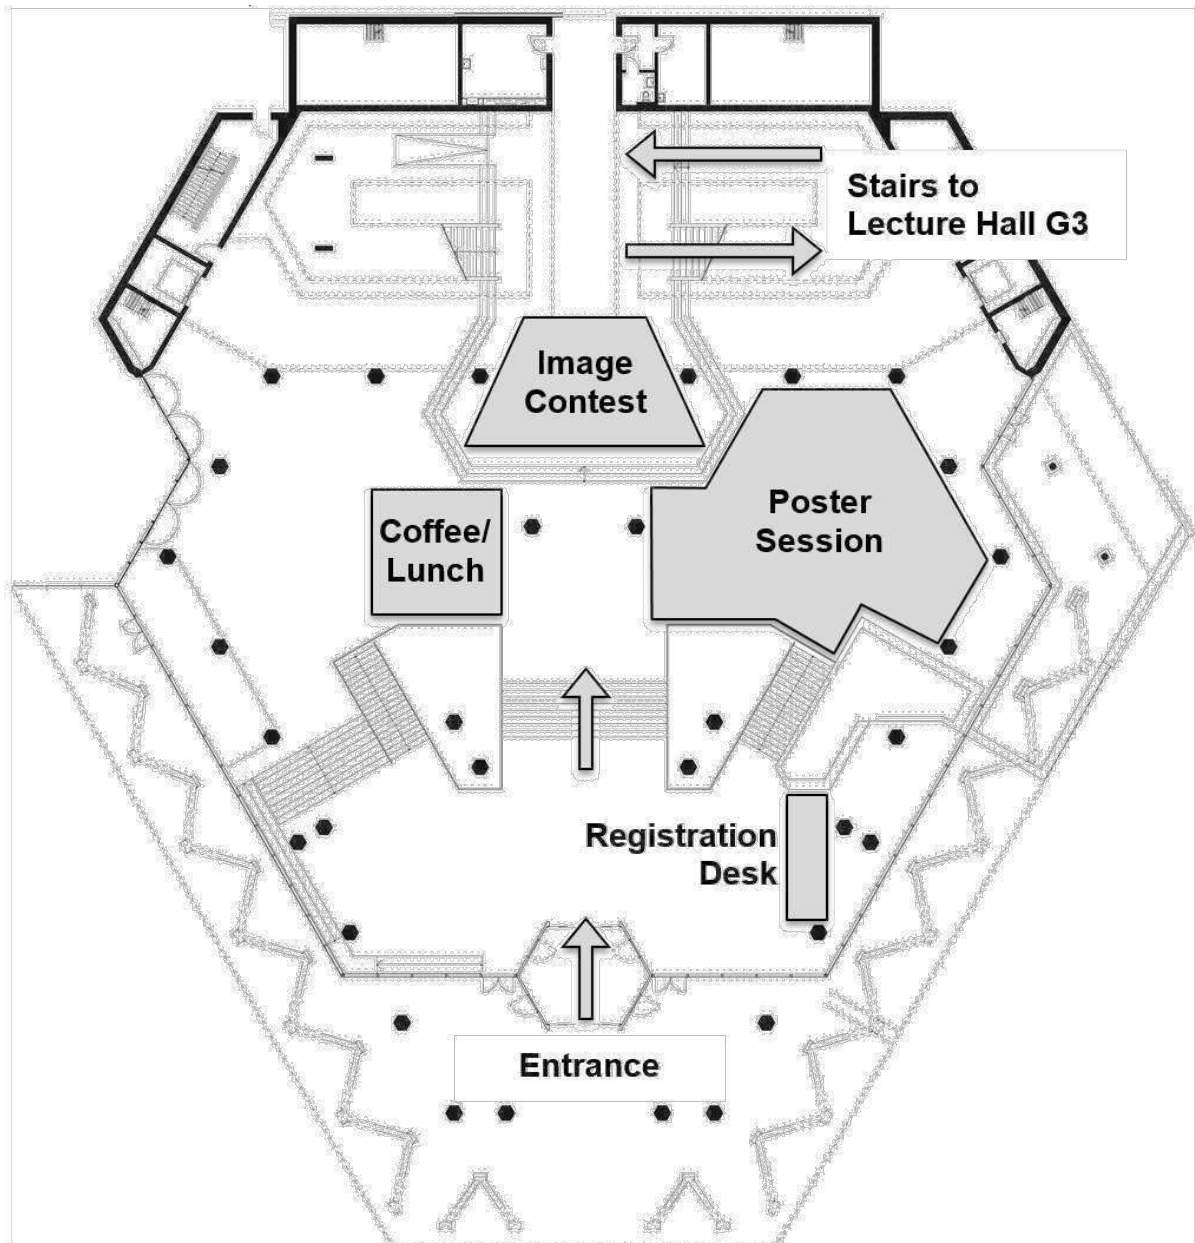 Stairs to
Lecture Hall G3
Image
Contest
Poster
Session
Coffee/
Lunch
Registration
Desk
Entrance